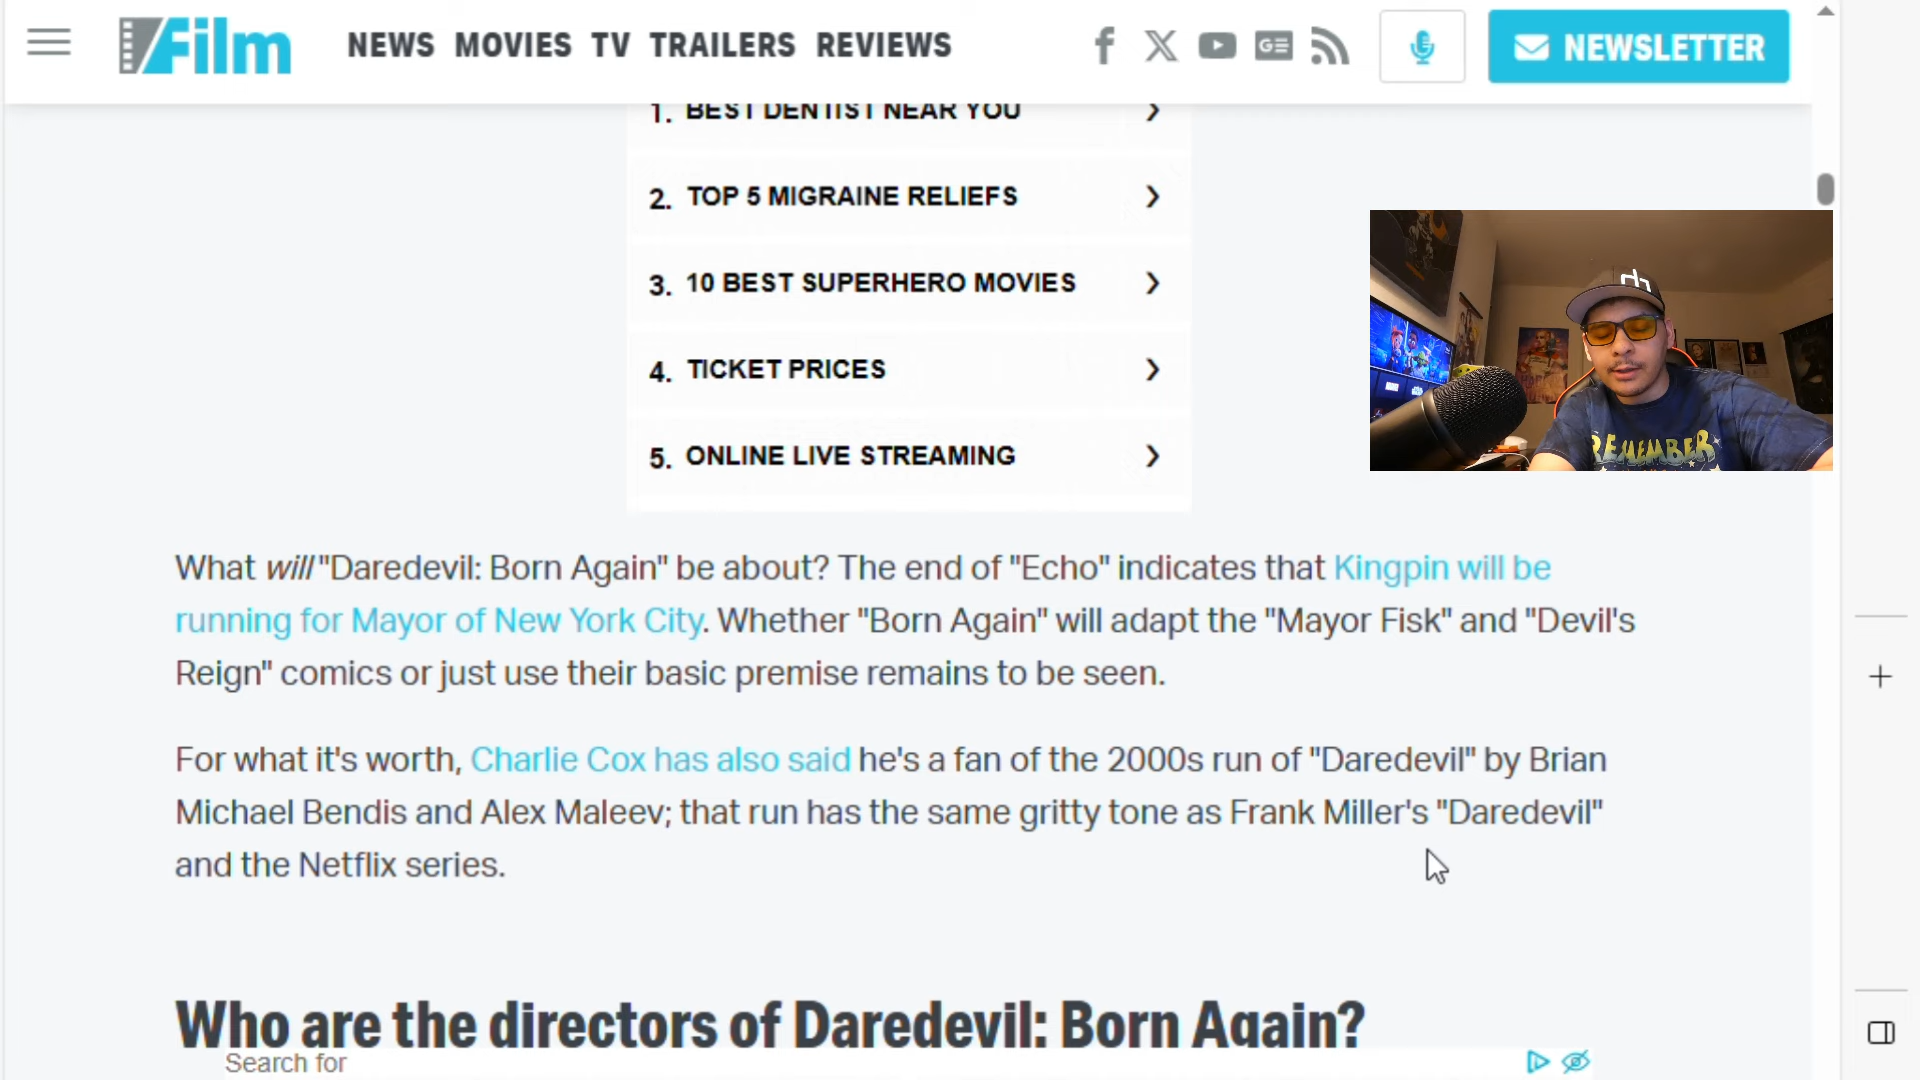 /Film NEWS MOVIES TV TRAILERS REVIEWS NEWSLETTER
1. BEST DENTIST NEAR YOU
2. TOP 5 MIGRAINE RELIEFS
3. 10 BEST SUPERHERO MOVIES
4. TICKET PRICES
5. ONLINE LIVE STREAMING
REMEMBER
What will "Daredevil: Born Again" be about? The end of "Echo" indicates that Kingpin will be
running for Mayor of New York City. Whether "Born Again" will adapt the "Mayor Fisk" and "Devil's
Reign" comics or just use their basic premise remains to be seen.
For what it's worth, Charlie Cox has also said he's a fan of the 2000s run of "Daredevil" by Brian
Michael Bendis and Alex Maleev; that run has the same gritty tone as Frank Miller's "Daredevil"
and the Netflix series.
Who are the directors of Daredevil: Born Again?
Search for